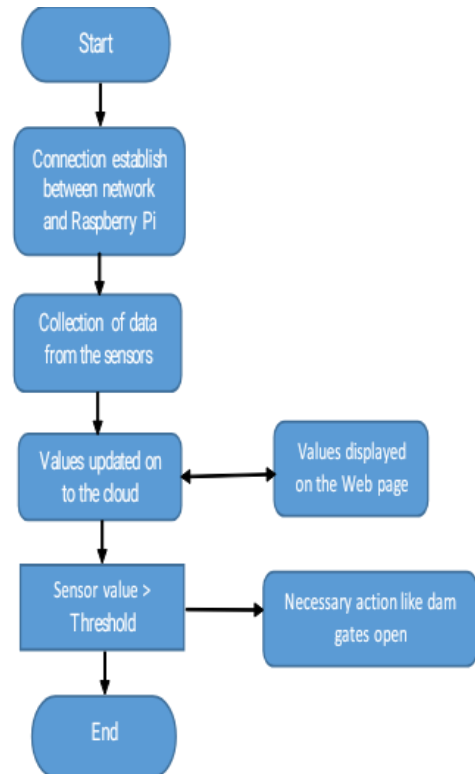 Start
Connection establish
between network
and Raspberry Pi
Collection of data
from the sensors
Values updated on
to the cloud
Values displayed
on the Web page
Sensor value >
Threshold
Necessary action like dam
gates open
End